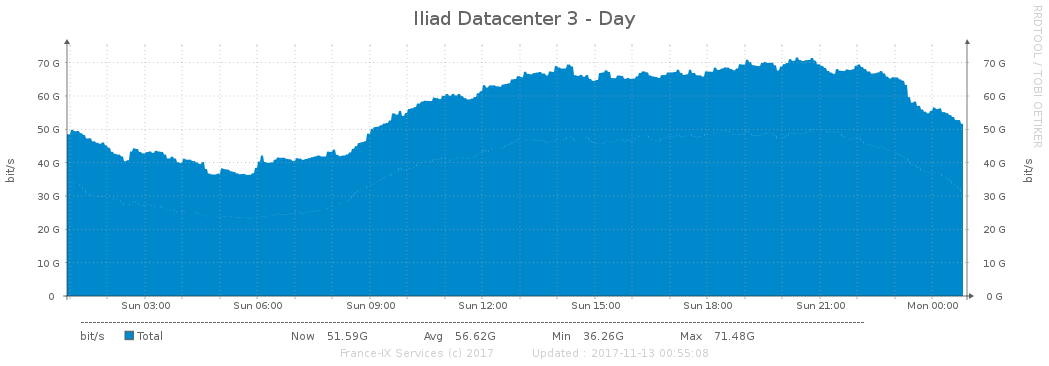 Iliad Datacenter 3 - Day
RRDTOOL / TOBI OETIKER
70 G 70 G
60 G 60 G
50 G 50 G
40 G 40 G
bit/s bit/s
30 G 30 G
20 G 20 G
10 G 10 G
0 0 G
Sun 03:00 Sun 06:00 Sun 09:00 Sun 12:00 Sun 15:00 Sun 18:00 Sun 21:00 Mon 00:00
bit/s Total Now 51.59G Avg 56.62G Min 36.26G Max 71.48G
France-IX Services (c) 2017 Updated : 2017-11-13 00:55:08